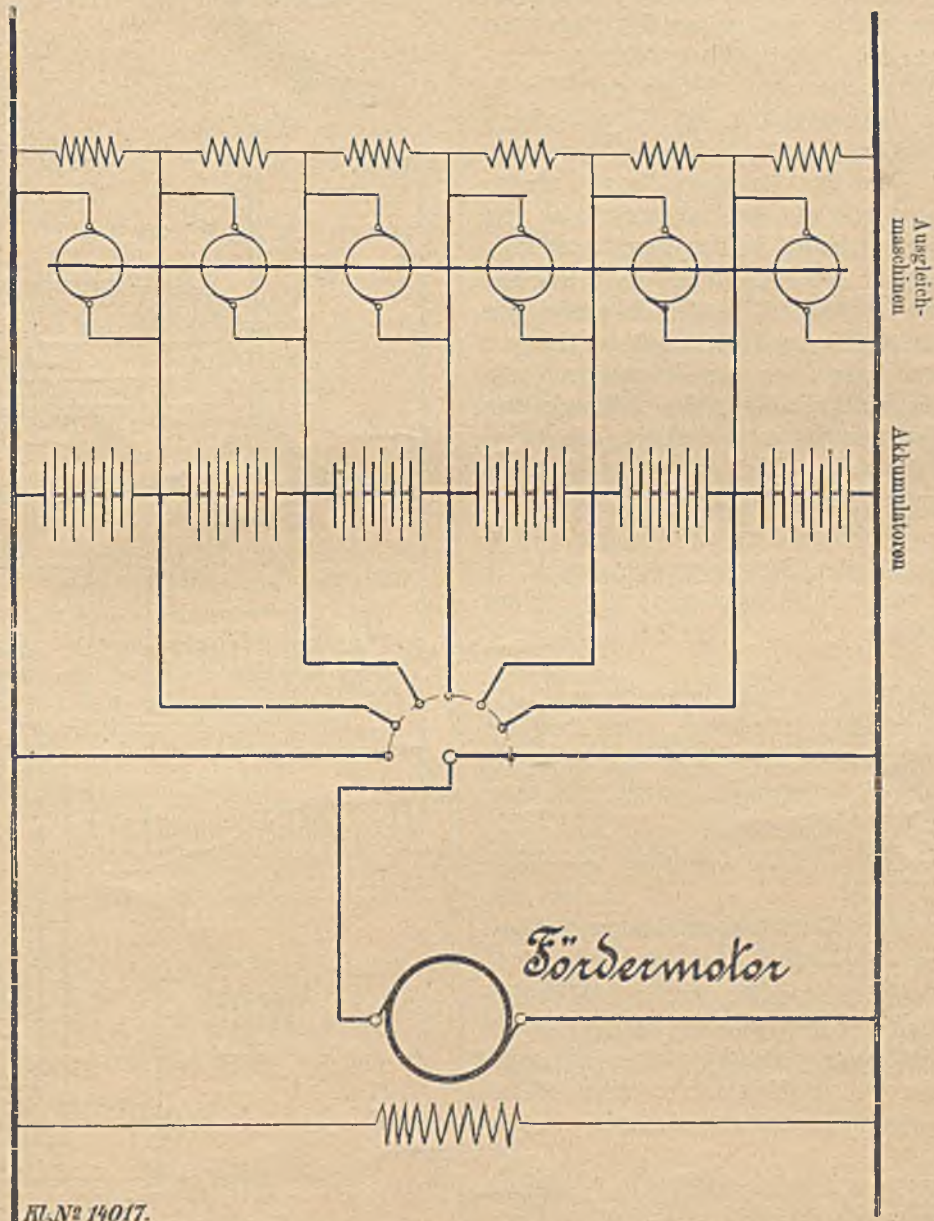 Ausgleich-
maschinen
Akkumulatoren
Fördermotor
Kl. Nº 14017.